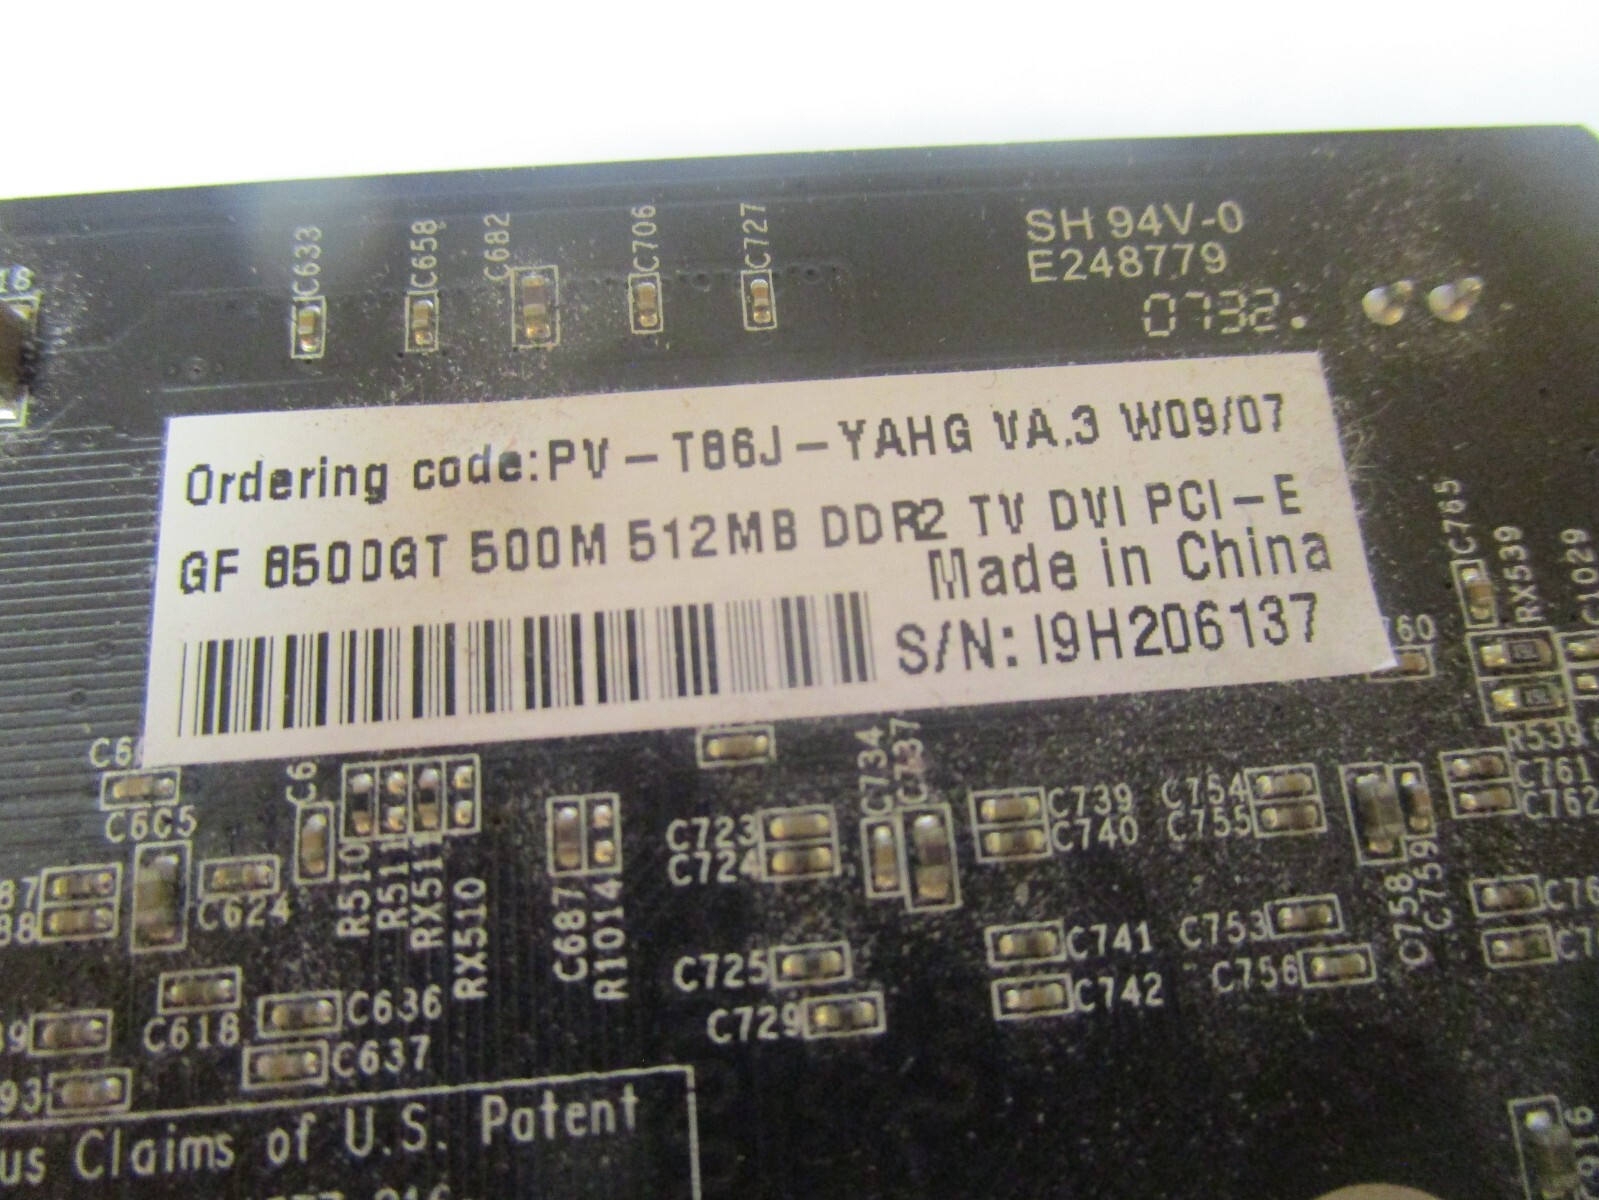 C633
C658
C682
C706
C727
SH 94V-0
E248779
0732.
Ordering code:PV-T86J-YAHG VA.3 W09/07
GF 8500GT 500M 512MB DDR2 TV DVI PCI-E
Made in China
S/N: I9H206137
C765
RX539
C1029
R539
C761
C762
C734
C737
C723
C724
C739
C740
C754
C755
C758
C759
C624
R510
R511
RX511
RX510
C687
R1014
C725
C729
C741
C742
C753
C756
C618
C636
C637
us Claims of U.S. Patent